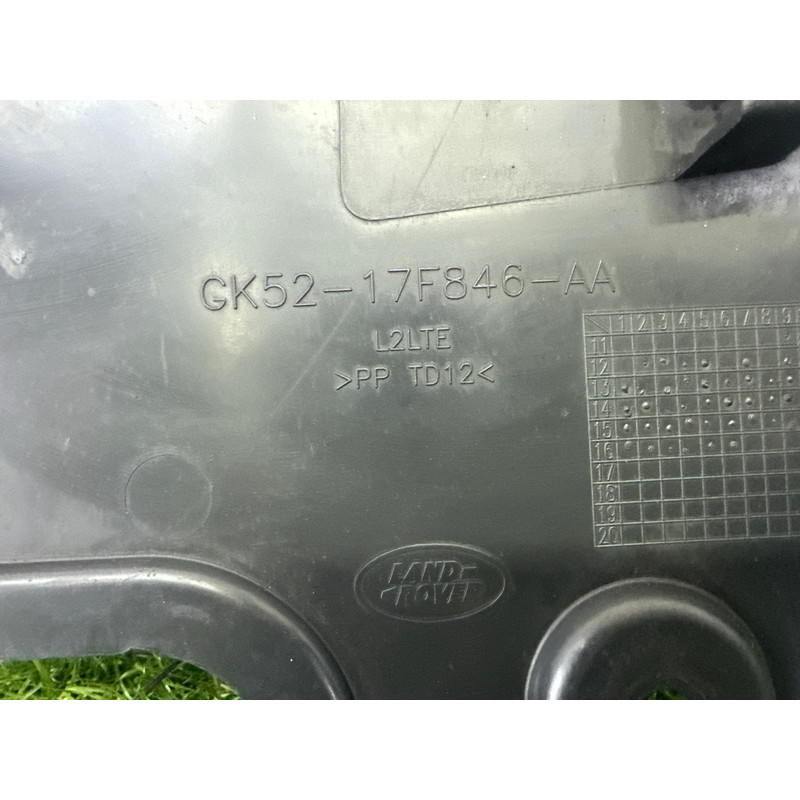 GK52-17F846-AA
L2LTE
>PP TD12<
1 2 3 4 5 6 7 8 9
11
12
13
14
15
16
17
18
19
20
LAND-
ROVER